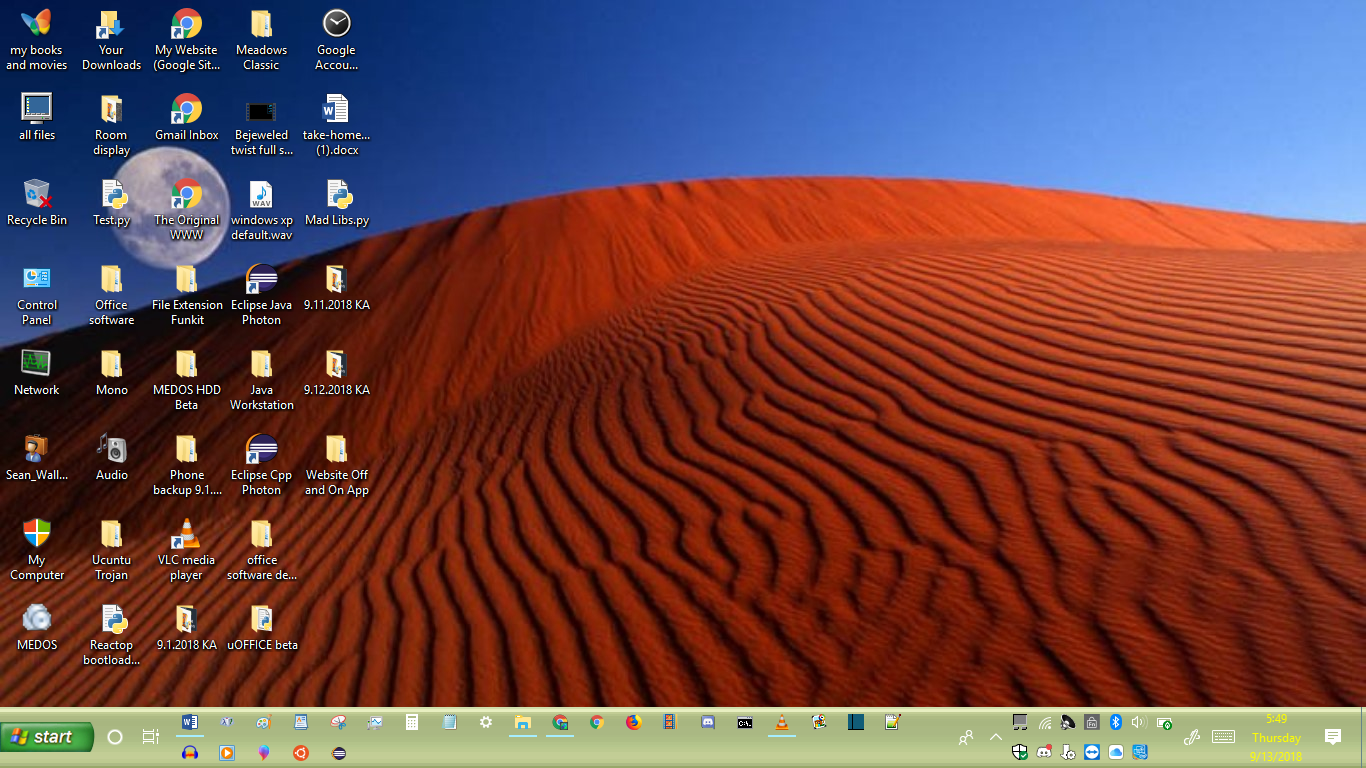 my books
and movies
Your
Downloads
My Website
(Google Sit...
Meadows
Classic
Google
Accou...
all files
Room
display
Gmail Inbox
Bejeweled
twist full s...
take-home...
(1).docx
Recycle Bin
Test.py
The Original
WWW
WAV
windows xp
default.wav
Mad Libs.py
Control
Panel
Office
software
File Extension
Funkit
Eclipse Java
Photon
9.11.2018 KA
Network
Mono
MEDOS HDD
Beta
Java
Workstation
9.12.2018 KA
Sean_Wall...
Audio
Phone
backup 9.1....
Eclipse Cpp
Photon
Website Off
and On App
My
Computer
Ucuntu
Trojan
VLC media
player
office
software de...
MEDOS
Reactop
bootload...
9.1.2018 KA
uOFFICE beta
start
5:49
Thursday
9/13/2018